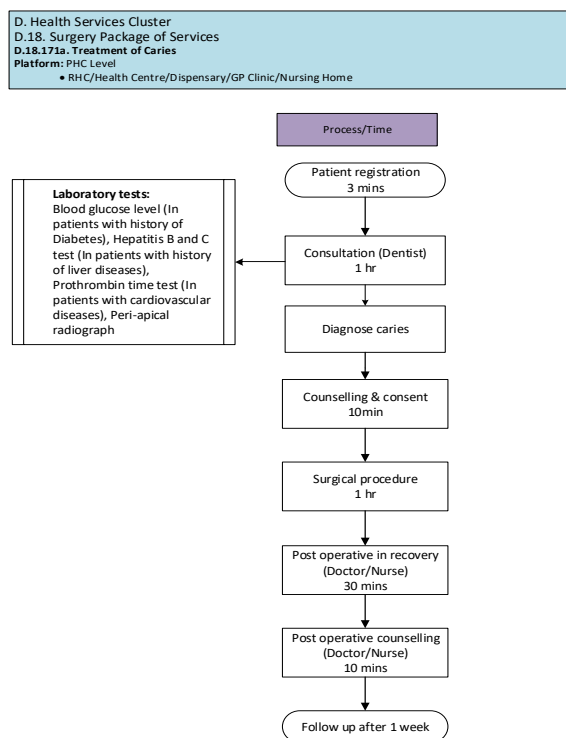 D. Health Services Cluster
D.18. Surgery Package of Services
D.18.171a. Treatment of Caries
Platform: PHC Level
• RHC/Health Centre/Dispensary/GP Clinic/Nursing Home
Process/Time
Patient registration
3 mins
Laboratory tests:
Blood glucose level (In
patients with history of
Diabetes), Hepatitis B and C
test (In patients with history
of liver diseases),
Prothrombin time test (In
patients with cardiovascular
diseases), Peri-apical
radiograph
Consultation (Dentist)
1 hr
Diagnose caries
Counselling & consent
10min
Surgical procedure
1 hr
Post operative in recovery
(Doctor/Nurse)
30 mins
Post operative counselling
(Doctor/Nurse)
10 mins
Follow up after 1 week